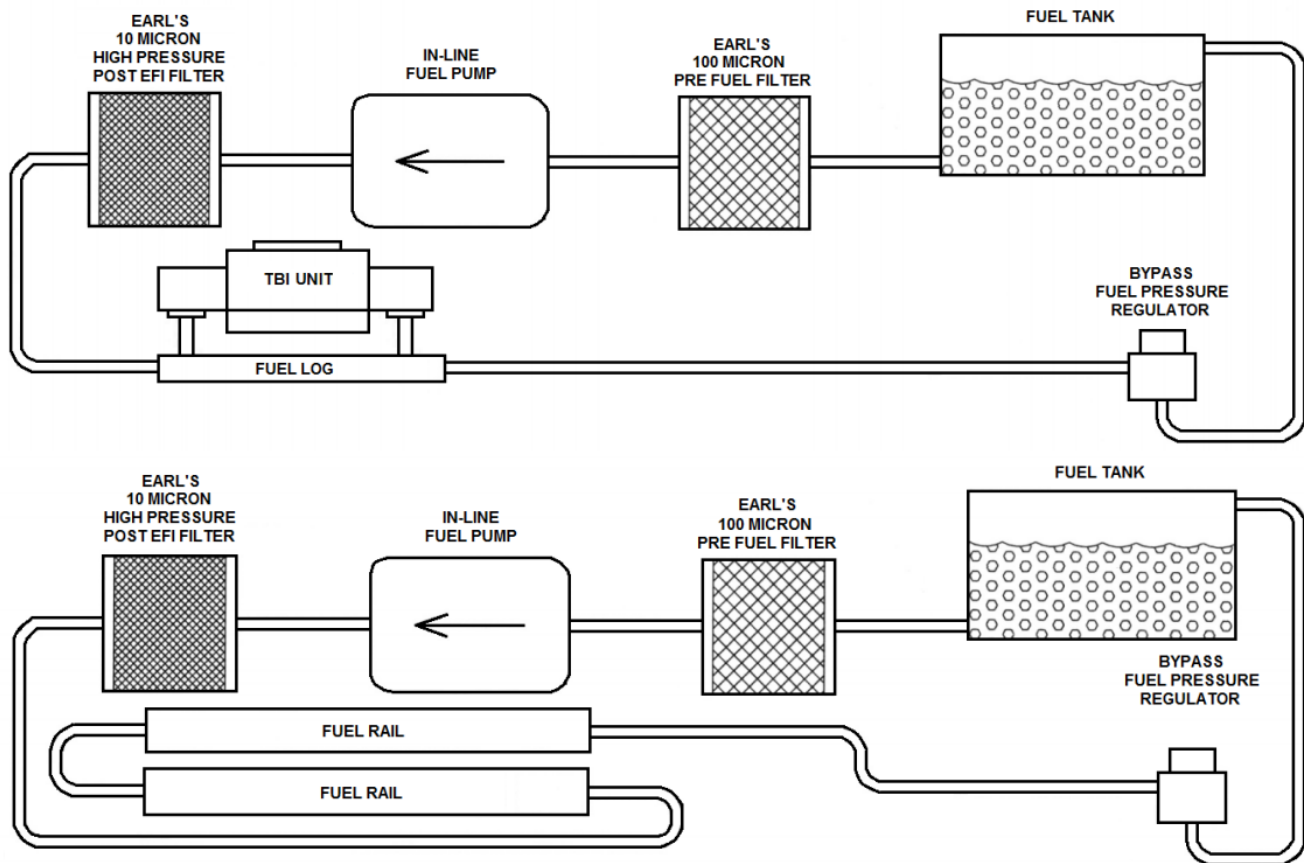 EARL'S
10 MICRON
HIGH PRESSURE
POST EFI FILTER
IN-LINE
FUEL PUMP
EARL'S
100 MICRON
PRE FUEL FILTER
FUEL TANK
TBI UNIT
BYPASS
FUEL PRESSURE
REGULATOR
FUEL LOG
EARL'S
10 MICRON
HIGH PRESSURE
POST EFI FILTER
IN-LINE
FUEL PUMP
EARL'S
100 MICRON
PRE FUEL FILTER
FUEL TANK
BYPASS
FUEL PRESSURE
REGULATOR
FUEL RAIL
FUEL RAIL